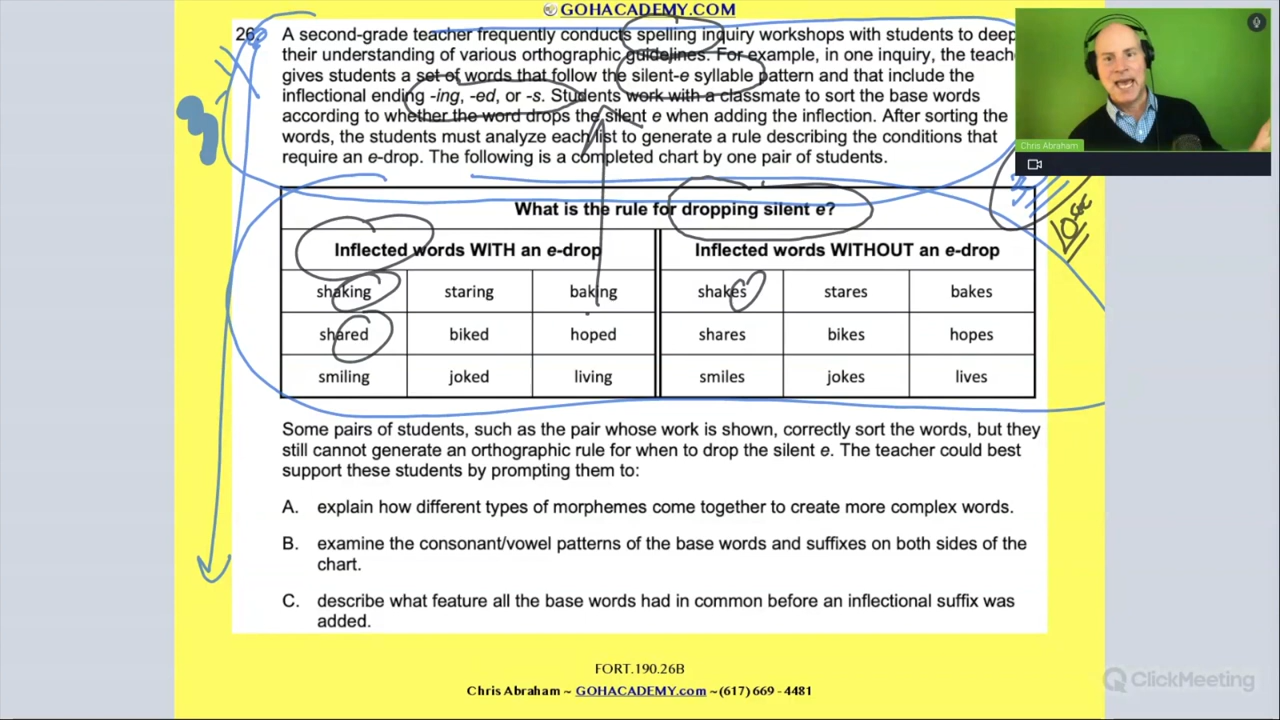 GOHACADEMY.COM
26. A second-grade teacher frequently conducts spelling inquiry workshops with students to deep
their understanding of various orthographic guidelines. For example, in one inquiry, the teach
gives students a set of words that follow the silent-e syllable pattern and that include the
inflectional ending -ing, -ed, or -s. Students work with a classmate to sort the base words
according to whether the word drops the silent e when adding the inflection. After sorting the
words, the students must analyze each list to generate a rule describing the conditions that
require an e-drop. The following is a completed chart by one pair of students.
Chris Abraham
lose
What is the rule for dropping silent e?
Inflected words WITH an e-drop Inflected words WITHOUT an e-drop
shaking staring baking shakes stares bakes
shared biked hoped shares bikes hopes
smiling joked living smiles jokes lives
Some pairs of students, such as the pair whose work is shown, correctly sort the words, but they
still cannot generate an orthographic rule for when to drop the silent e. The teacher could best
support these students by prompting them to:
A. explain how different types of morphemes come together to create more complex words.
B. examine the consonant/vowel patterns of the base words and suffixes on both sides of the
chart.
C. describe what feature all the base words had in common before an inflectional suffix was
added.
FORT.190.26B
Chris Abraham ~ GOHACADEMY.com ~(617) 669 - 4481
ClickMeeting